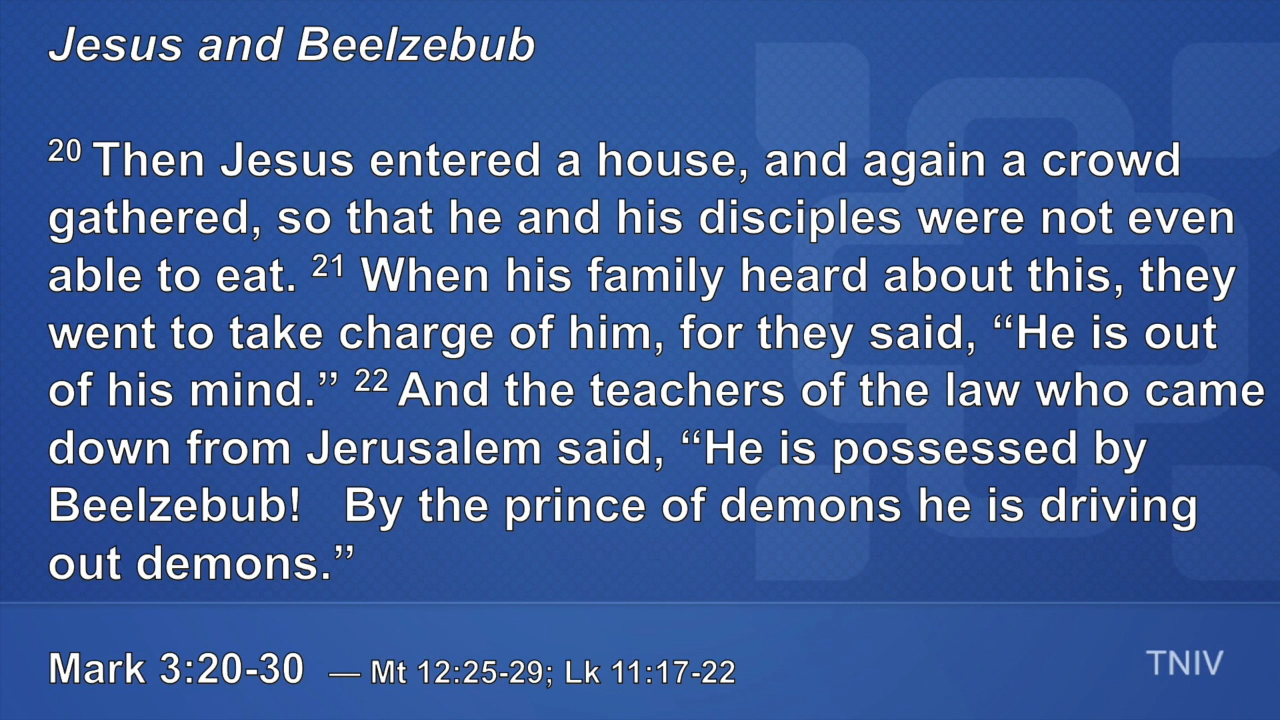 Jesus and Beelzebub
20 Then Jesus entered a house, and again a crowd
gathered, so that he and his disciples were not even
able to eat. 21 When his family heard about this, they
went to take charge of him, for they said, “He is out
of his mind.” 22 And the teachers of the law who came
down from Jerusalem said, “He is possessed by
Beelzebub! By the prince of demons he is driving
out demons.”
Mark 3:20-30 — Mt 12:25-29; Lk 11:17-22
TNIV